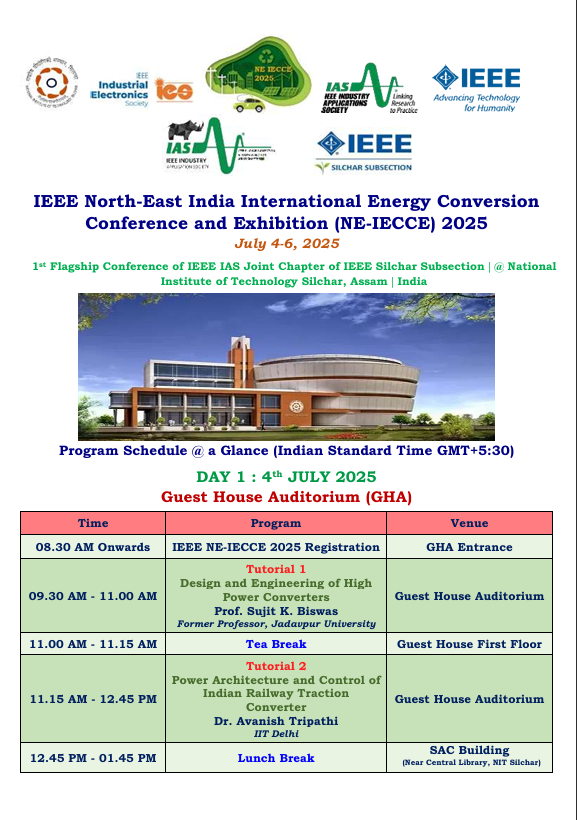 IEEE
Industrial
Electronics
Society
ies
NE IECCE
2025
IAS
IEEE INDUSTRY
APPLICATIONS
SOCIETY
Linking
Research
to Practice
IEEE
Advancing Technology
for Humanity
IAS
IEEE INDUSTRY
APPLICATION SOCIETY
IEEE
SILCHAR SUBSECTION
IEEE North-East India International Energy Conversion
Conference and Exhibition (NE-IECCE) 2025
July 4-6, 2025
1st Flagship Conference of IEEE IAS Joint Chapter of IEEE Silchar Subsection | @ National
Institute of Technology Silchar, Assam | India
Program Schedule @ a Glance (Indian Standard Time GMT+5:30)
DAY 1 : 4th JULY 2025
Guest House Auditorium (GHA)
Time Program Venue
08.30 AM Onwards IEEE NE-IECCE 2025 Registration GHA Entrance
09.30 AM - 11.00 AM
Tutorial 1
Design and Engineering of High
Power Converters
Prof. Sujit K. Biswas
Former Professor, Jadavpur University
Guest House Auditorium
11.00 AM - 11.15 AM Tea Break Guest House First Floor
11.15 AM - 12.45 PM
Tutorial 2
Power Architecture and Control of
Indian Railway Traction
Converter
Dr. Avanish Tripathi
IIT Delhi
Guest House Auditorium
12.45 PM - 01.45 PM Lunch Break
SAC Building
(Near Central Library, NIT Silchar)